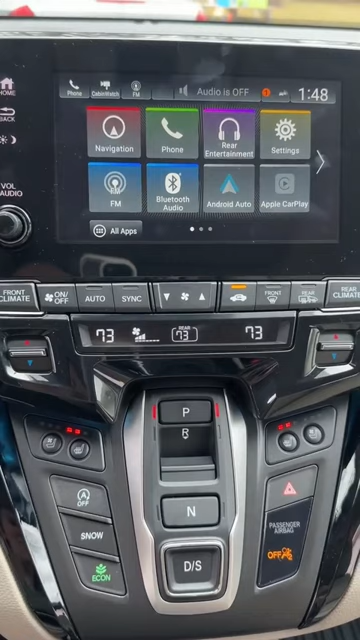 HOME
Phone
CabinWatch
FM
Audio is OFF
1:48
BACK
Navigation
Phone
Rear
Entertainment
Settings
VOL
AUDIO
FM
Bluetooth
Audio
Android Auto
Apple CarPlay
All Apps
FRONT
CLIMATE
ON/
OFF
AUTO
SYNC
FRONT
REAR
REAR
CLIMATE
73
REAR
73
73
P
R
N
D/S
OFF
SNOW
ECON
PASSENGER
AIRBAG
OFF